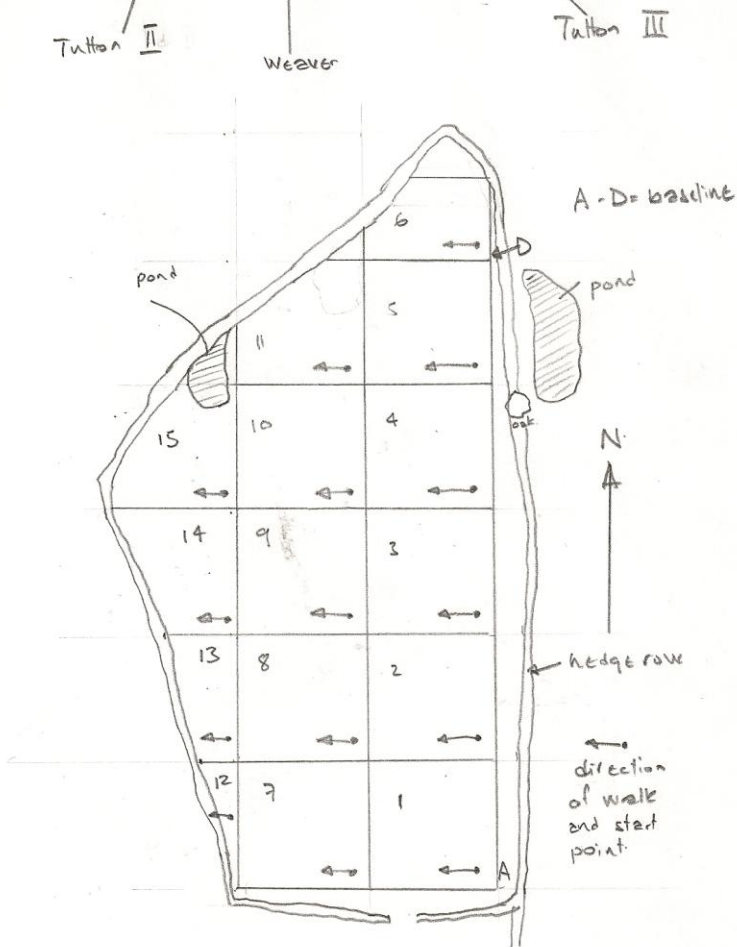 Tutton II
Weaver
Tutton III
A - D = baseline
6
D
pond
pond
5
11
oak
15
10
4
N
14
9
3
13
8
2
hedge row
12
7
1
A
direction
of walk
and start
point.